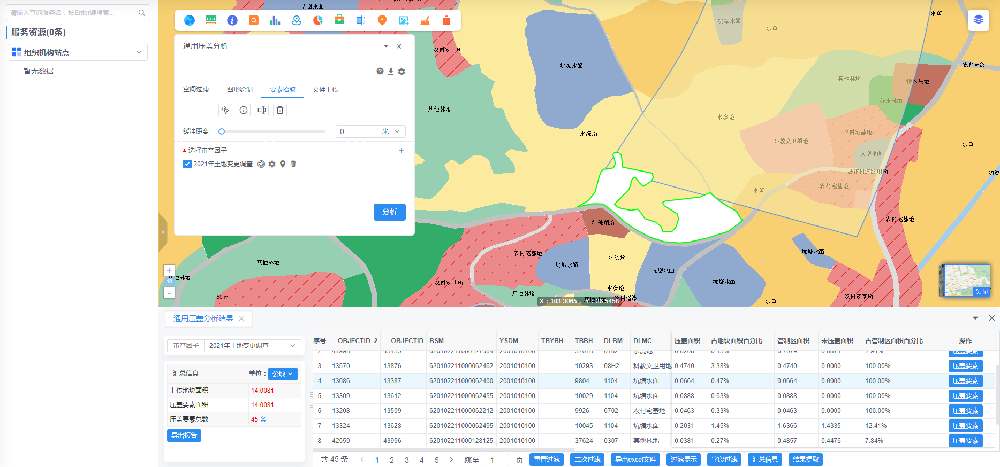 请输入查询服务名，按Enter键搜索...
服务资源(0条)
组织机构站点
暂无数据
通用压盖分析
空间过滤 图形绘制 要素拾取 文件上传
缓冲距离 0 米
* 选择审查因子
2021年土地变更调查
分析
坑塘水面
农村宅基地
其他林地
坑塘水面
水浇地
坑塘水面
水田
水田
农村道路
其他林地
特殊用地
乔木林地
水浇地
农村宅基地
科教文卫用地
坑塘水面
水田
城镇村道路用地
沟渠
水田
农村宅基地
农村宅基地
特殊用地
农村宅基地
水浇地
坑塘水面
其他林地
坑塘水面
坑塘水面
坑塘水面
其他林地
农村宅基地
水浇地
其他林地
其他林地
农村道路
农村宅基地
水田
+
18
-
50 m
X：103.3065， Y：36.5458
矢量
通用压盖分析结果
审查因子 2021年土地变更调查
汇总信息 单位： 公顷
上传地块面积 14.0081
压盖要素面积 14.0081
压盖要素总数 45 条
导出报告
序号 OBJECTID_2 OBJECTID BSM YSDM TBYBH TBBH DLBM DLMC 压盖面积 占地块面积百分比 管制区面积 未压盖面积 占管制区面积百分比 操作
2 41998 43435 620102211000127564 2001010100 37618 0102 水浇地 0.0208 0.15% 0.7079 0.6871 2.94% 压盖要素
3 13570 13876 620102211000062462 2001010100 10293 08H2 科教文卫用地 0.4740 3.38% 0.4740 0.0000 100.00% 压盖要素
4 13086 13387 620102211000062400 2001010100 9804 1104 坑塘水面 0.0664 0.47% 0.0664 0.0000 100.00% 压盖要素
5 13309 13612 620102211000062455 2001010100 10029 1104 坑塘水面 0.0888 0.63% 0.0888 0.0000 100.00% 压盖要素
6 13208 13509 620102211000062212 2001010100 9926 0702 农村宅基地 0.0463 0.33% 0.0463 0.0000 100.00% 压盖要素
7 13324 13628 620102211000062495 2001010100 10045 1104 坑塘水面 0.2031 1.45% 1.6366 1.4335 12.41% 压盖要素
8 42559 43996 620102211000128125 2001010100 37624 0307 其他林地 0.0381 0.27% 0.4857 0.4476 7.84% 压盖要素
共 45 条 1 2 3 4 5 跳至 1 页 重置过滤 二次过滤 导出excel文件 过滤显示 字段过滤 汇总信息 结果提取